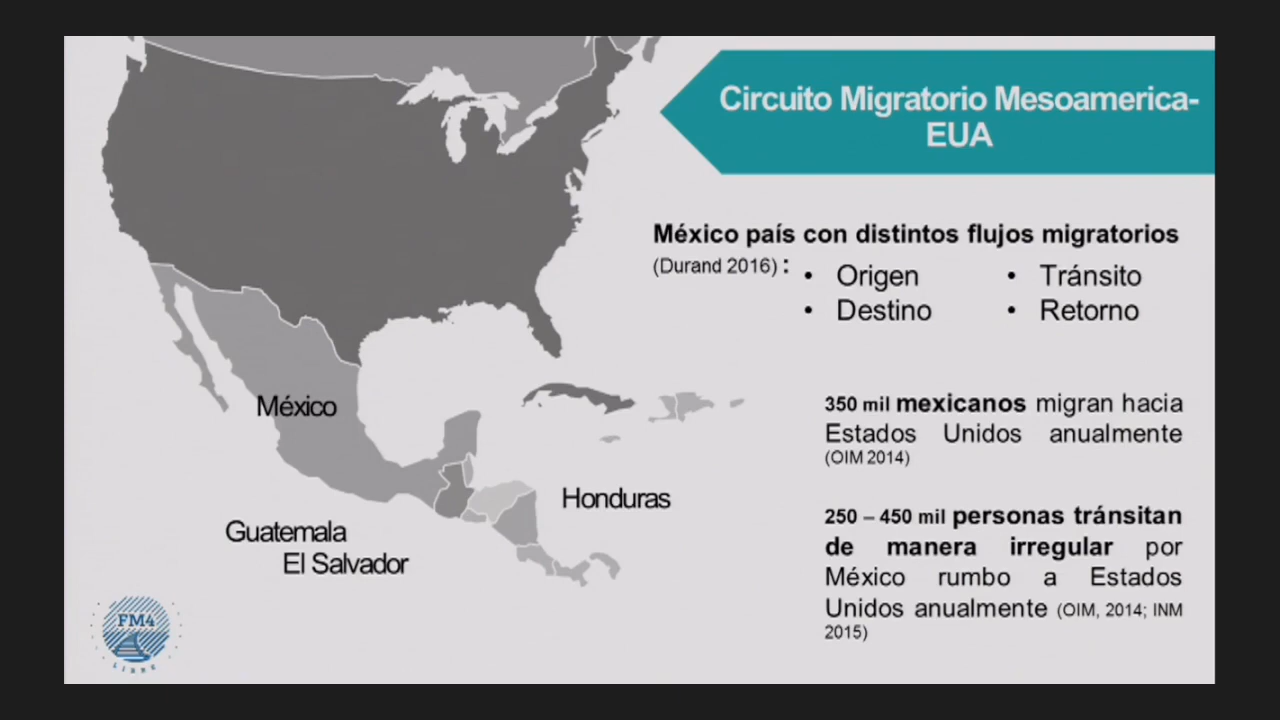 Circuito Migratorio Mesoamerica-
EUA
México país con distintos flujos migratorios
(Durand 2016) :
• Origen
• Destino
• Tránsito
• Retorno
350 mil mexicanos migran hacia
Estados Unidos anualmente
(OIM 2014)
250 – 450 mil personas tránsitan
de manera irregular por
México rumbo a Estados
Unidos anualmente (OIM, 2014; INM
2015)
México
Honduras
Guatemala
El Salvador
FM4
LIBRE